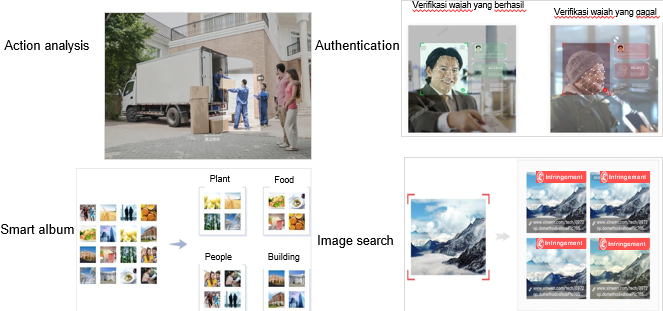 Action analysis
Authentication
Verifikasi wajah yang berhasil
Verifikasi wajah yang gagal
Smart album
Plant
Food
People
Building
Image search
Infringement
Infringement
Infringement
Infringement